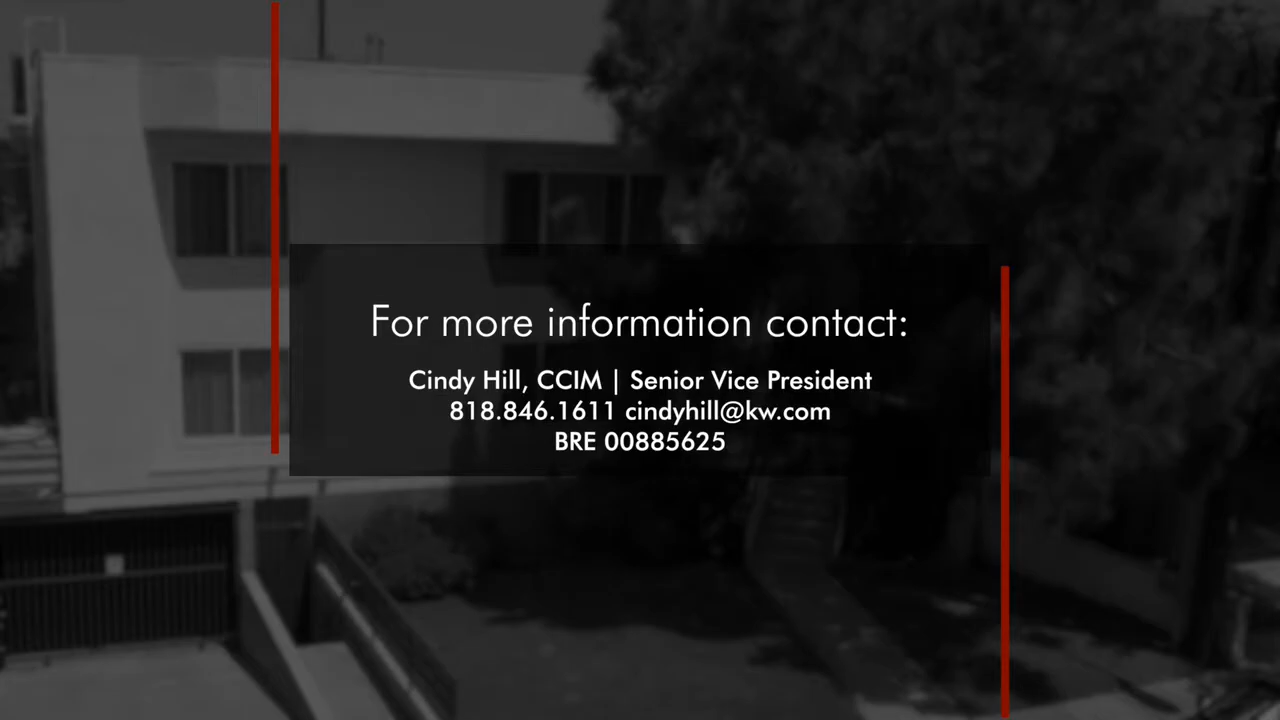 For more information contact:
Cindy Hill, CCIM | Senior Vice President
818.846.1611 cindyhill@kw.com
BRE 00885625